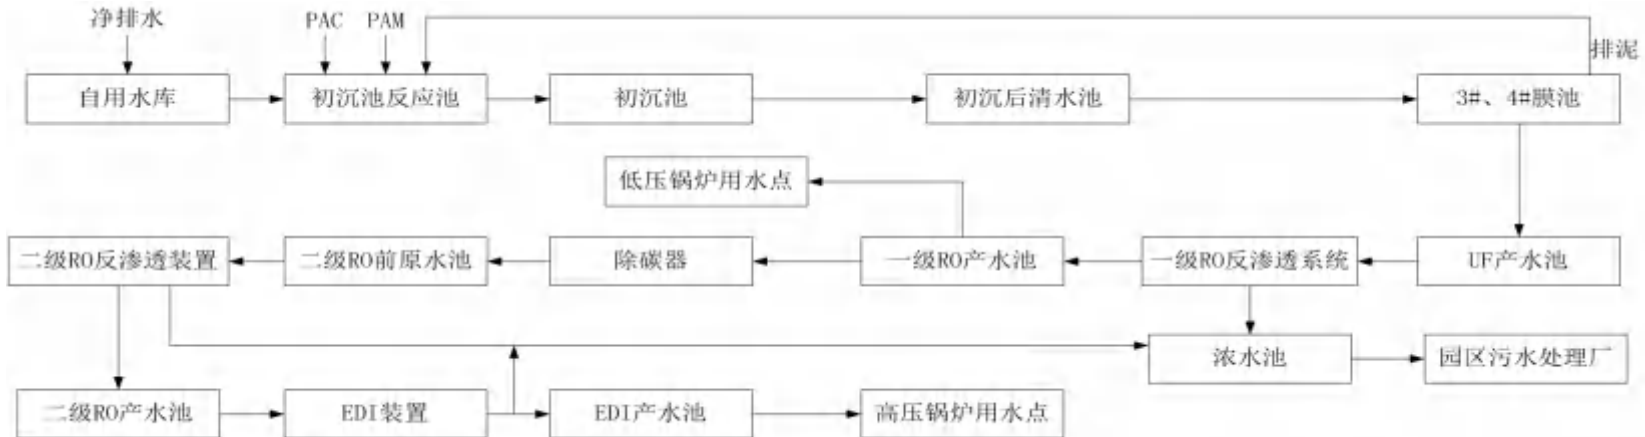 净排水
PAC PAM
排泥
自用水库
初沉池反应池
初沉池
初沉后清水池
3#、4#膜池
低压锅炉用水点
二级RO反渗透装置
二级RO前原水池
除碳器
一级RO产水池
一级RO反渗透系统
UF产水池
浓水池
园区污水处理厂
二级RO产水池
EDI装置
EDI产水池
高压锅炉用水点